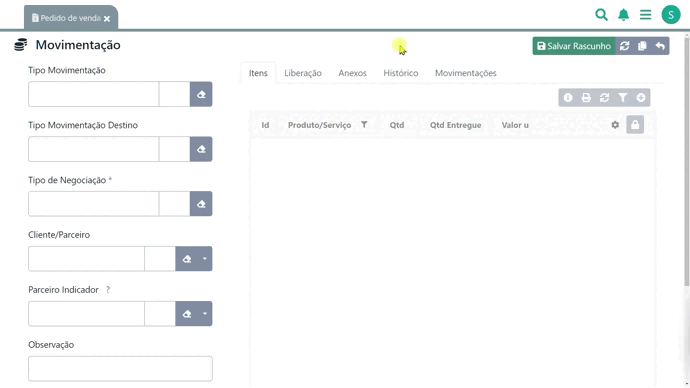 Pedido de venda
S
Movimentação
Salvar Rascunho
Tipo Movimentação
Tipo Movimentação Destino
Tipo de Negociação *
Cliente/Parceiro
Parceiro Indicador ?
Observação
Itens Liberação Anexos Histórico Movimentações
Id Produto/Serviço Qtd Qtd Entregue Valor u